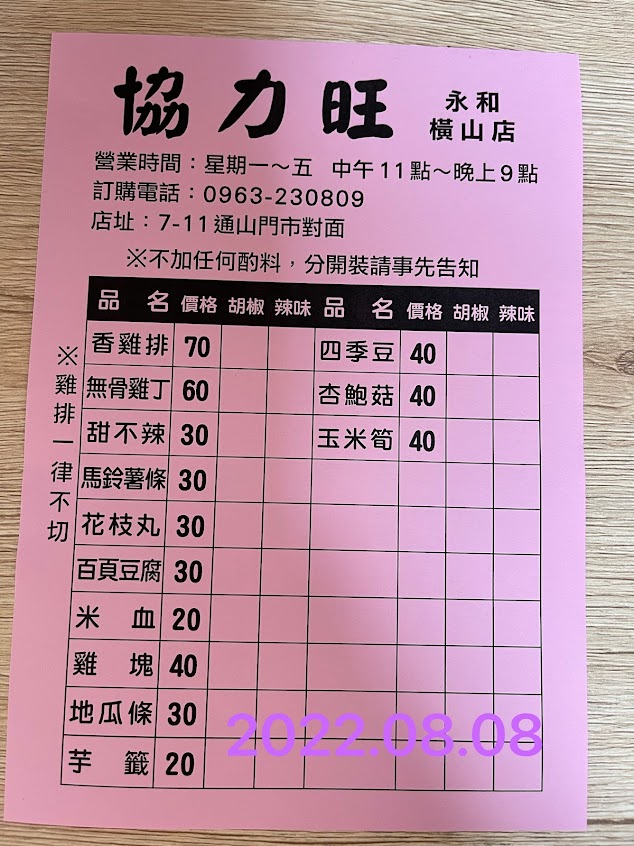 協力旺 永和
橫山店
營業時間：星期一～五 中午11點～晚上9點
訂購電話：0963-230809
店址：7-11通山門市對面
※不加任何酌料，分開裝請事先告知
品 名 價格 胡椒 辣味 品 名 價格 胡椒 辣味
香雞排 70 四季豆 40
無骨雞丁 60 杏鮑菇 40
甜不辣 30 玉米筍 40
馬鈴薯條 30
花枝丸 30
百頁豆腐 30
米 血 20
雞 塊 40
地瓜條 30
芋 籤 20
※雞排一律不切
2022.08.08